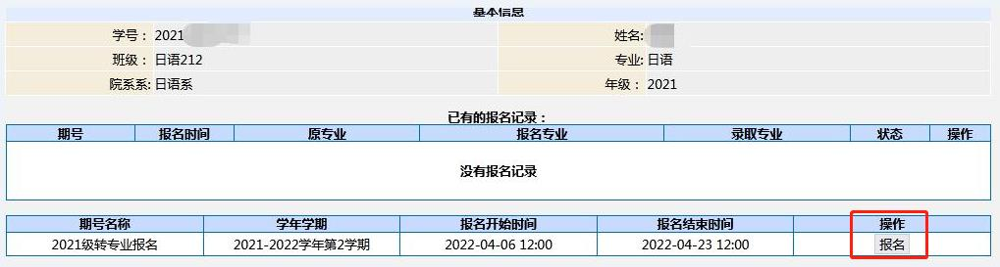 基本信息
学号： 2021 姓名:
班级： 日语212 专业: 日语
院系系: 日语系 年级： 2021
已有的报名记录：
期号 报名时间 原专业 报名专业 录取专业 状态 操作
没有报名记录
期号名称 学年学期 报名开始时间 报名结束时间 操作
2021级转专业报名 2021-2022学年第2学期 2022-04-06 12:00 2022-04-23 12:00 报名